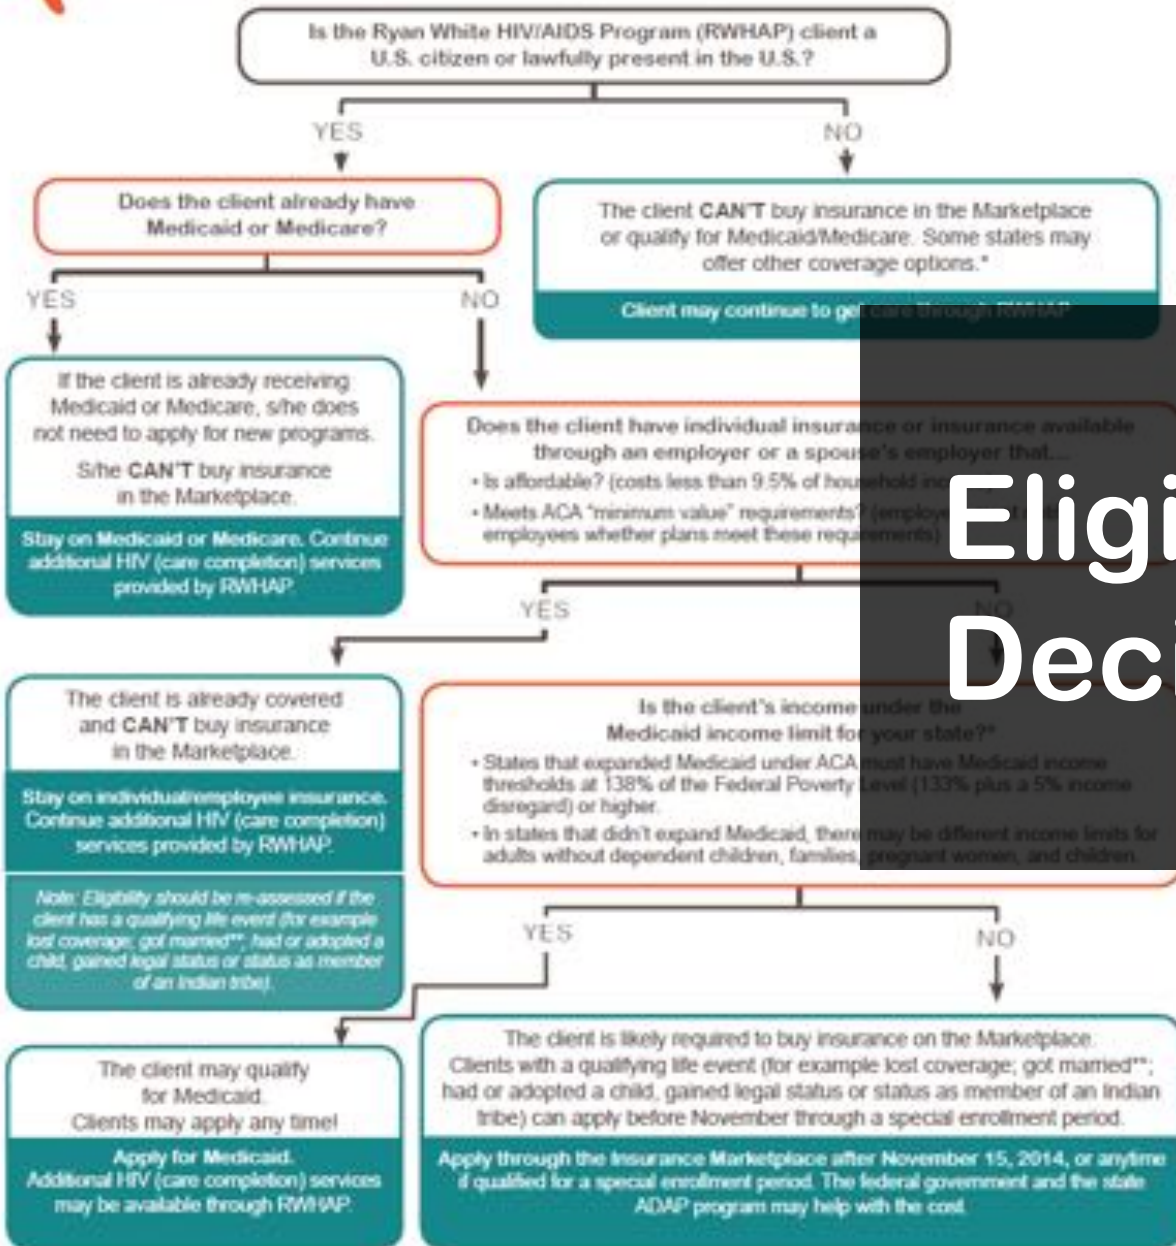 Is the Ryan White HIV/AIDS Program (RWHAP) client a
U.S. citizen or lawfully present in the U.S.?
YES
NO
Does the client already have
Medicaid or Medicare?
The client CAN'T buy insurance in the Marketplace
or qualify for Medicaid/Medicare. Some states may
offer other coverage options.*
Client may continue to get care through RWHAP
YES
NO
If the client is already receiving
Medicaid or Medicare, s/he does
not need to apply for new programs.
S/he CAN'T buy insurance
in the Marketplace.
Stay on Medicaid or Medicare. Continue
additional HIV (care completion) services
provided by RWHAP.
Does the client have individual insurance or insurance available
through an employer or a spouse's employer that...
• Is affordable? (costs less than 9.5% of household
• Meets ACA "minimum value" requirements?
employees whether plans meet these requirements)
Eligi
Deci
YES
NO
The client is already covered
and CAN'T buy insurance
in the Marketplace.
Stay on individual/employee insurance.
Continue additional HIV (care completion)
services provided by RWHAP.
Note: Eligibility should be re-assessed if the
client has a qualifying life event (for example
lost coverage; got married**; had or adopted a
child, gained legal status or status as member
of an Indian tribe).
Is the client's income under the
Medicaid income limit for your state?*
• States that expanded Medicaid under ACA must have Medicaid income
thresholds at 138% of the Federal Poverty Level (133% plus a 5% income
disregard) or higher.
• In states that didn't expand Medicaid, there may be different income limits for
adults without dependent children, families, pregnant women, and children.
YES
NO
The client may qualify
for Medicaid.
Clients may apply any time!
Apply for Medicaid.
Additional HIV (care completion) services
may be available through RWHAP.
The client is likely required to buy insurance on the Marketplace.
Clients with a qualifying life event (for example lost coverage; got married**;
had or adopted a child, gained legal status or status as member of an Indian
tribe) can apply before November through a special enrollment period.
Apply through the Insurance Marketplace after November 15, 2014, or anytime
if qualified for a special enrollment period. The federal government and the state
ADAP program may help with the cost